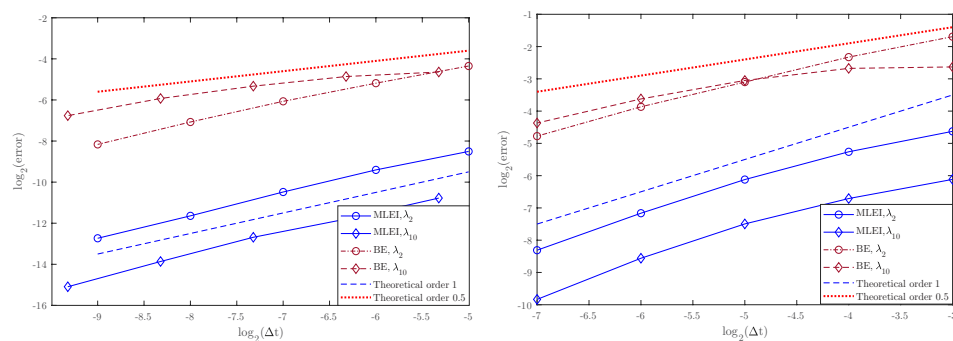 -2
-4
-6
-8
-10
-12
-14
-16
log₂(error)
-9
-8.5
-8
-7.5
-7
-6.5
-6
-5.5
-5
log₂(Δt)
MLEI,λ₂
MLEI,λ₁₀
BE, λ₂
BE, λ₁₀
Theoretical order 1
Theoretical order 0.5
-1
-2
-3
-4
-5
-6
-7
-8
-9
-10
log₂(error)
-7
-6.5
-6
-5.5
-5
-4.5
-4
-3.5
-3
log₂(Δt)
MLEI,λ₂
MLEI,λ₁₀
BE, λ₂
BE, λ₁₀
Theoretical order 1
Theoretical order 0.5